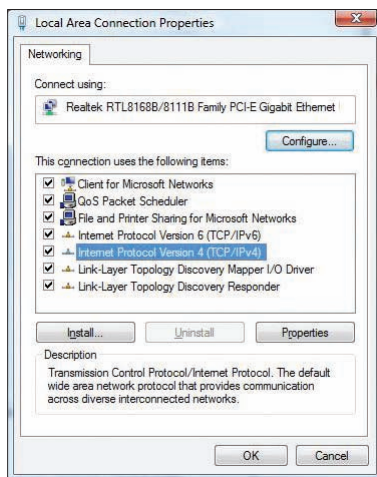 Local Area Connection Properties
Networking
Connect using:
Realtek RTL8168B/8111B Family PCI-E Gigabit Ethernet
Configure...
This connection uses the following items:
Client for Microsoft Networks
QoS Packet Scheduler
File and Printer Sharing for Microsoft Networks
Internet Protocol Version 6 (TCP/IPv6)
Internet Protocol Version 4 (TCP/IPv4)
Link-Layer Topology Discovery Mapper I/O Driver
Link-Layer Topology Discovery Responder
Install... Uninstall Properties
Description
Transmission Control Protocol/Internet Protocol. The default
wide area network protocol that provides communication
across diverse interconnected networks.
OK Cancel